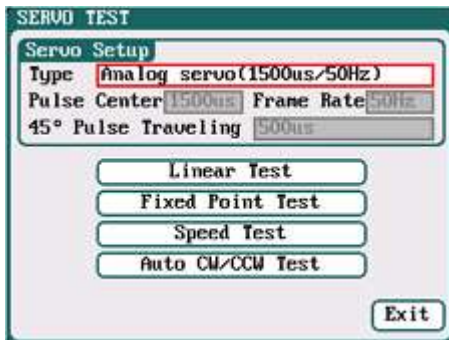 SERVO TEST
Servo Setup
Type Analog servo(1500us/50Hz)
Pulse Center 1500us Frame Rate 50Hz
45° Pulse Traveling 500us
Linear Test
Fixed Point Test
Speed Test
Auto CW/CCW Test
Exit